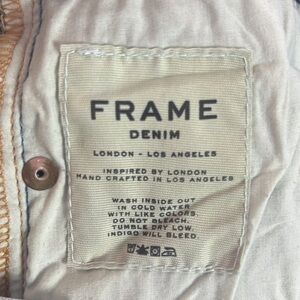 FRAME
DENIM
LONDON - LOS ANGELES
INSPIRED BY LONDON
HAND CRAFTED IN LOS ANGELES
WASH INSIDE OUT
IN COLD WATER
WITH LIKE COLORS
DO NOT BLEACH.
TUMBLE DRY LOW.
INDIGO WILL BLEED